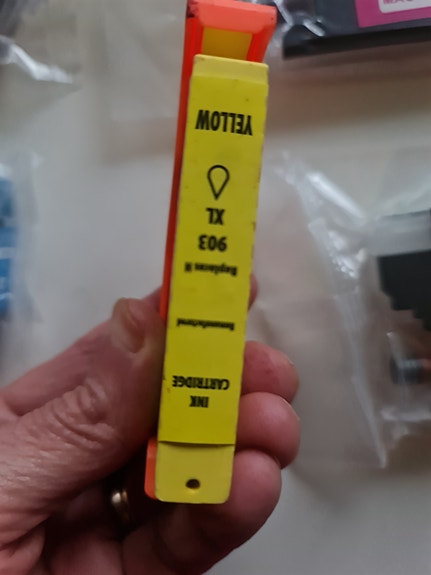 INK
CARTRIDGE
Remanufactured
Replaces H
903
XL
YELLOW